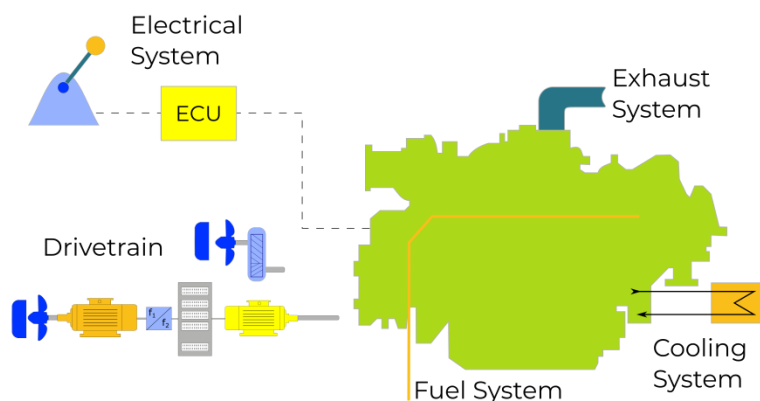 Electrical
System
ECU
Exhaust
System
Drivetrain
f1
f2
Cooling
System
Fuel System